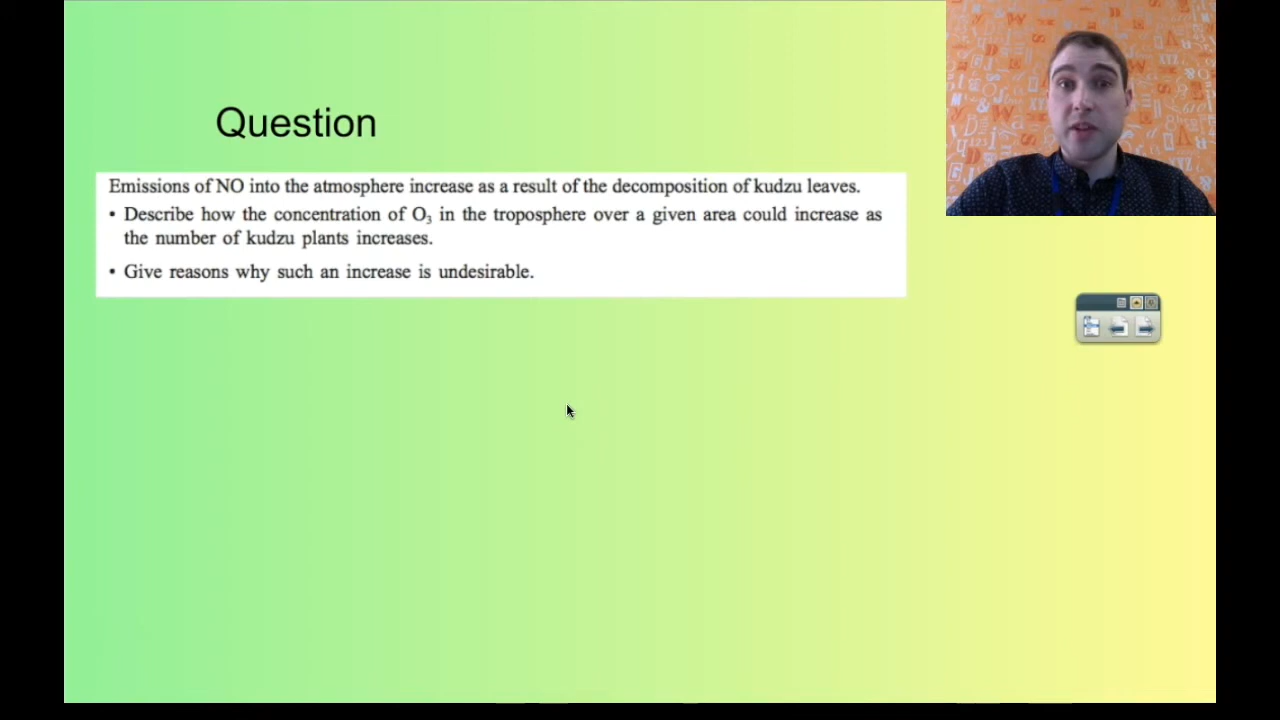 Question
Emissions of NO into the atmosphere increase as a result of the decomposition of kudzu leaves.
• Describe how the concentration of O₃ in the troposphere over a given area could increase as
the number of kudzu plants increases.
• Give reasons why such an increase is undesirable.